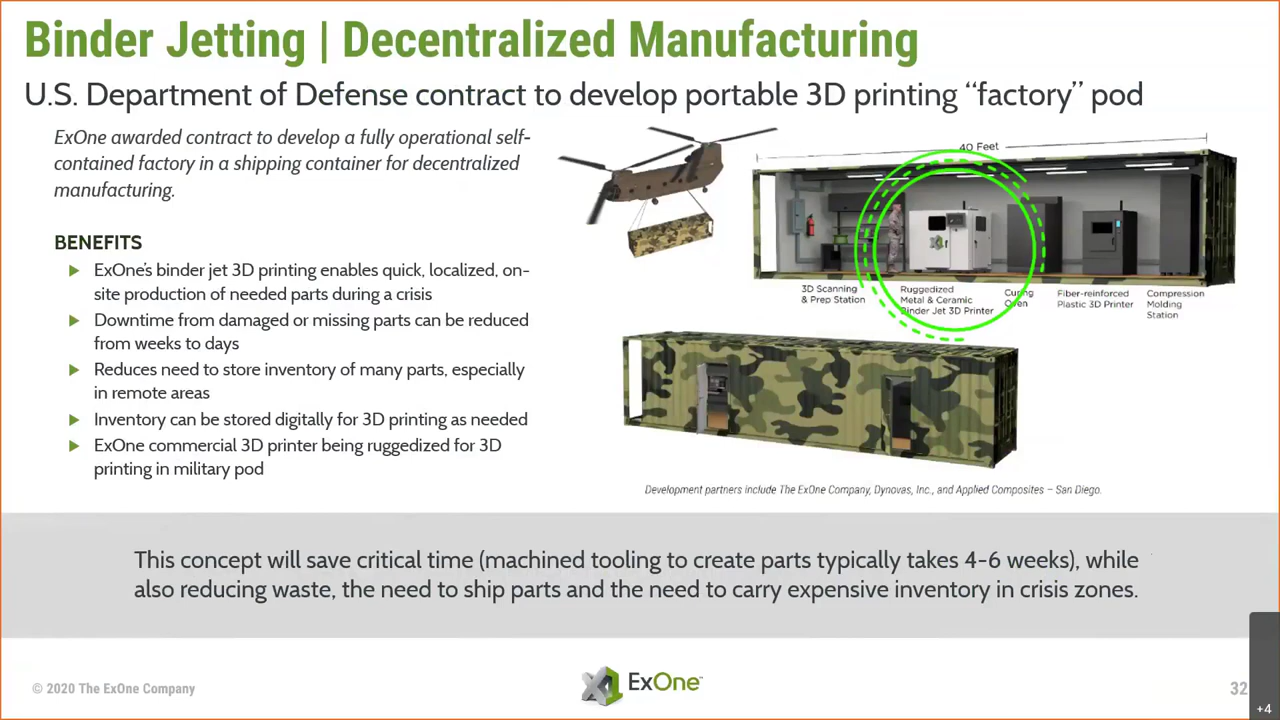 Binder Jetting | Decentralized Manufacturing
U.S. Department of Defense contract to develop portable 3D printing “factory” pod
ExOne awarded contract to develop a fully operational self-
contained factory in a shipping container for decentralized
manufacturing.
BENEFITS
ExOne's binder jet 3D printing enables quick, localized, on-
site production of needed parts during a crisis
Downtime from damaged or missing parts can be reduced
from weeks to days
Reduces need to store inventory of many parts, especially
in remote areas
Inventory can be stored digitally for 3D printing as needed
ExOne commercial 3D printer being ruggedized for 3D
printing in military pod
40 Feet
3D Scanning
& Prep Station
Ruggedized
Metal & Ceramic
Binder Jet 3D Printer
Curing
Oven
Fiber-reinforced
Plastic 3D Printer
Compression
Molding
Station
Development partners include The ExOne Company, Dynovas, Inc., and Applied Composites – San Diego.
This concept will save critical time (machined tooling to create parts typically takes 4-6 weeks), while
also reducing waste, the need to ship parts and the need to carry expensive inventory in crisis zones.
© 2020 The ExOne Company
ExOne™
32
+4